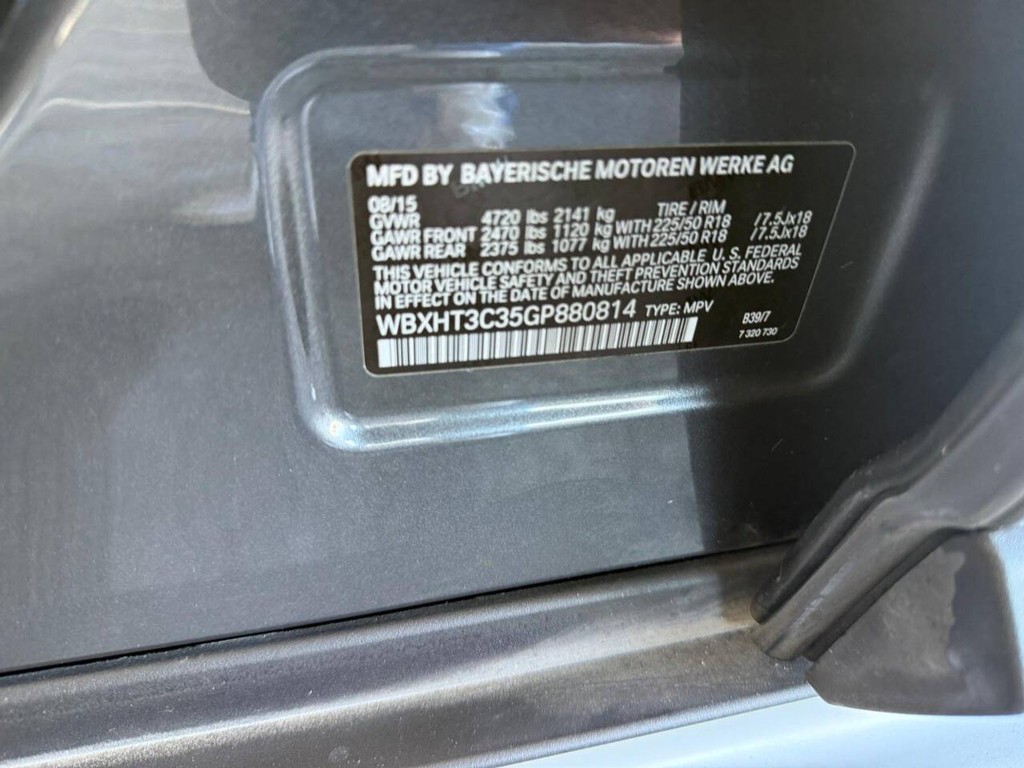 MFD BY BAYERISCHE MOTOREN WERKE AG
08/15 TIRE / RIM
GVWR 4720 lbs 2141 kg
GAWR FRONT 2470 lbs 1120 kg WITH 225/50 R18 /7.5Jx18
GAWR REAR 2375 lbs 1077 kg WITH 225/50 R18 /7.5Jx18
THIS VEHICLE CONFORMS TO ALL APPLICABLE U. S. FEDERAL
MOTOR VEHICLE SAFETY AND THEFT PREVENTION STANDARDS
IN EFFECT ON THE DATE OF MANUFACTURE SHOWN ABOVE.
WBXHT3C35GP880814 TYPE: MPV B39/7
7 320 730